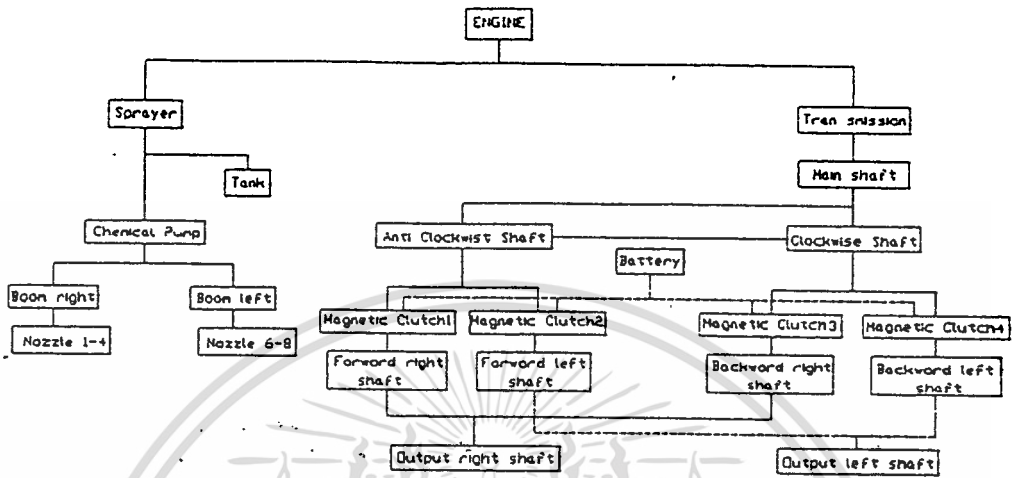 ENGINE
Sprayer
Tran smission
Tank
Main shaft
Chemical Pump
Anti Clockwist Shaft
Clockwise Shaft
Battery
Boom right
Boom left
Magnetic Clutch1
Magnetic Clutch2
Magnetic Clutch3
Magnetic Clutch4
Nozzle 1-4
Nozzle 6-8
Forword right
shaft
Forword left
shaft
Backword right
shaft
Backword left
shaft
Output right shaft
Output left shaft